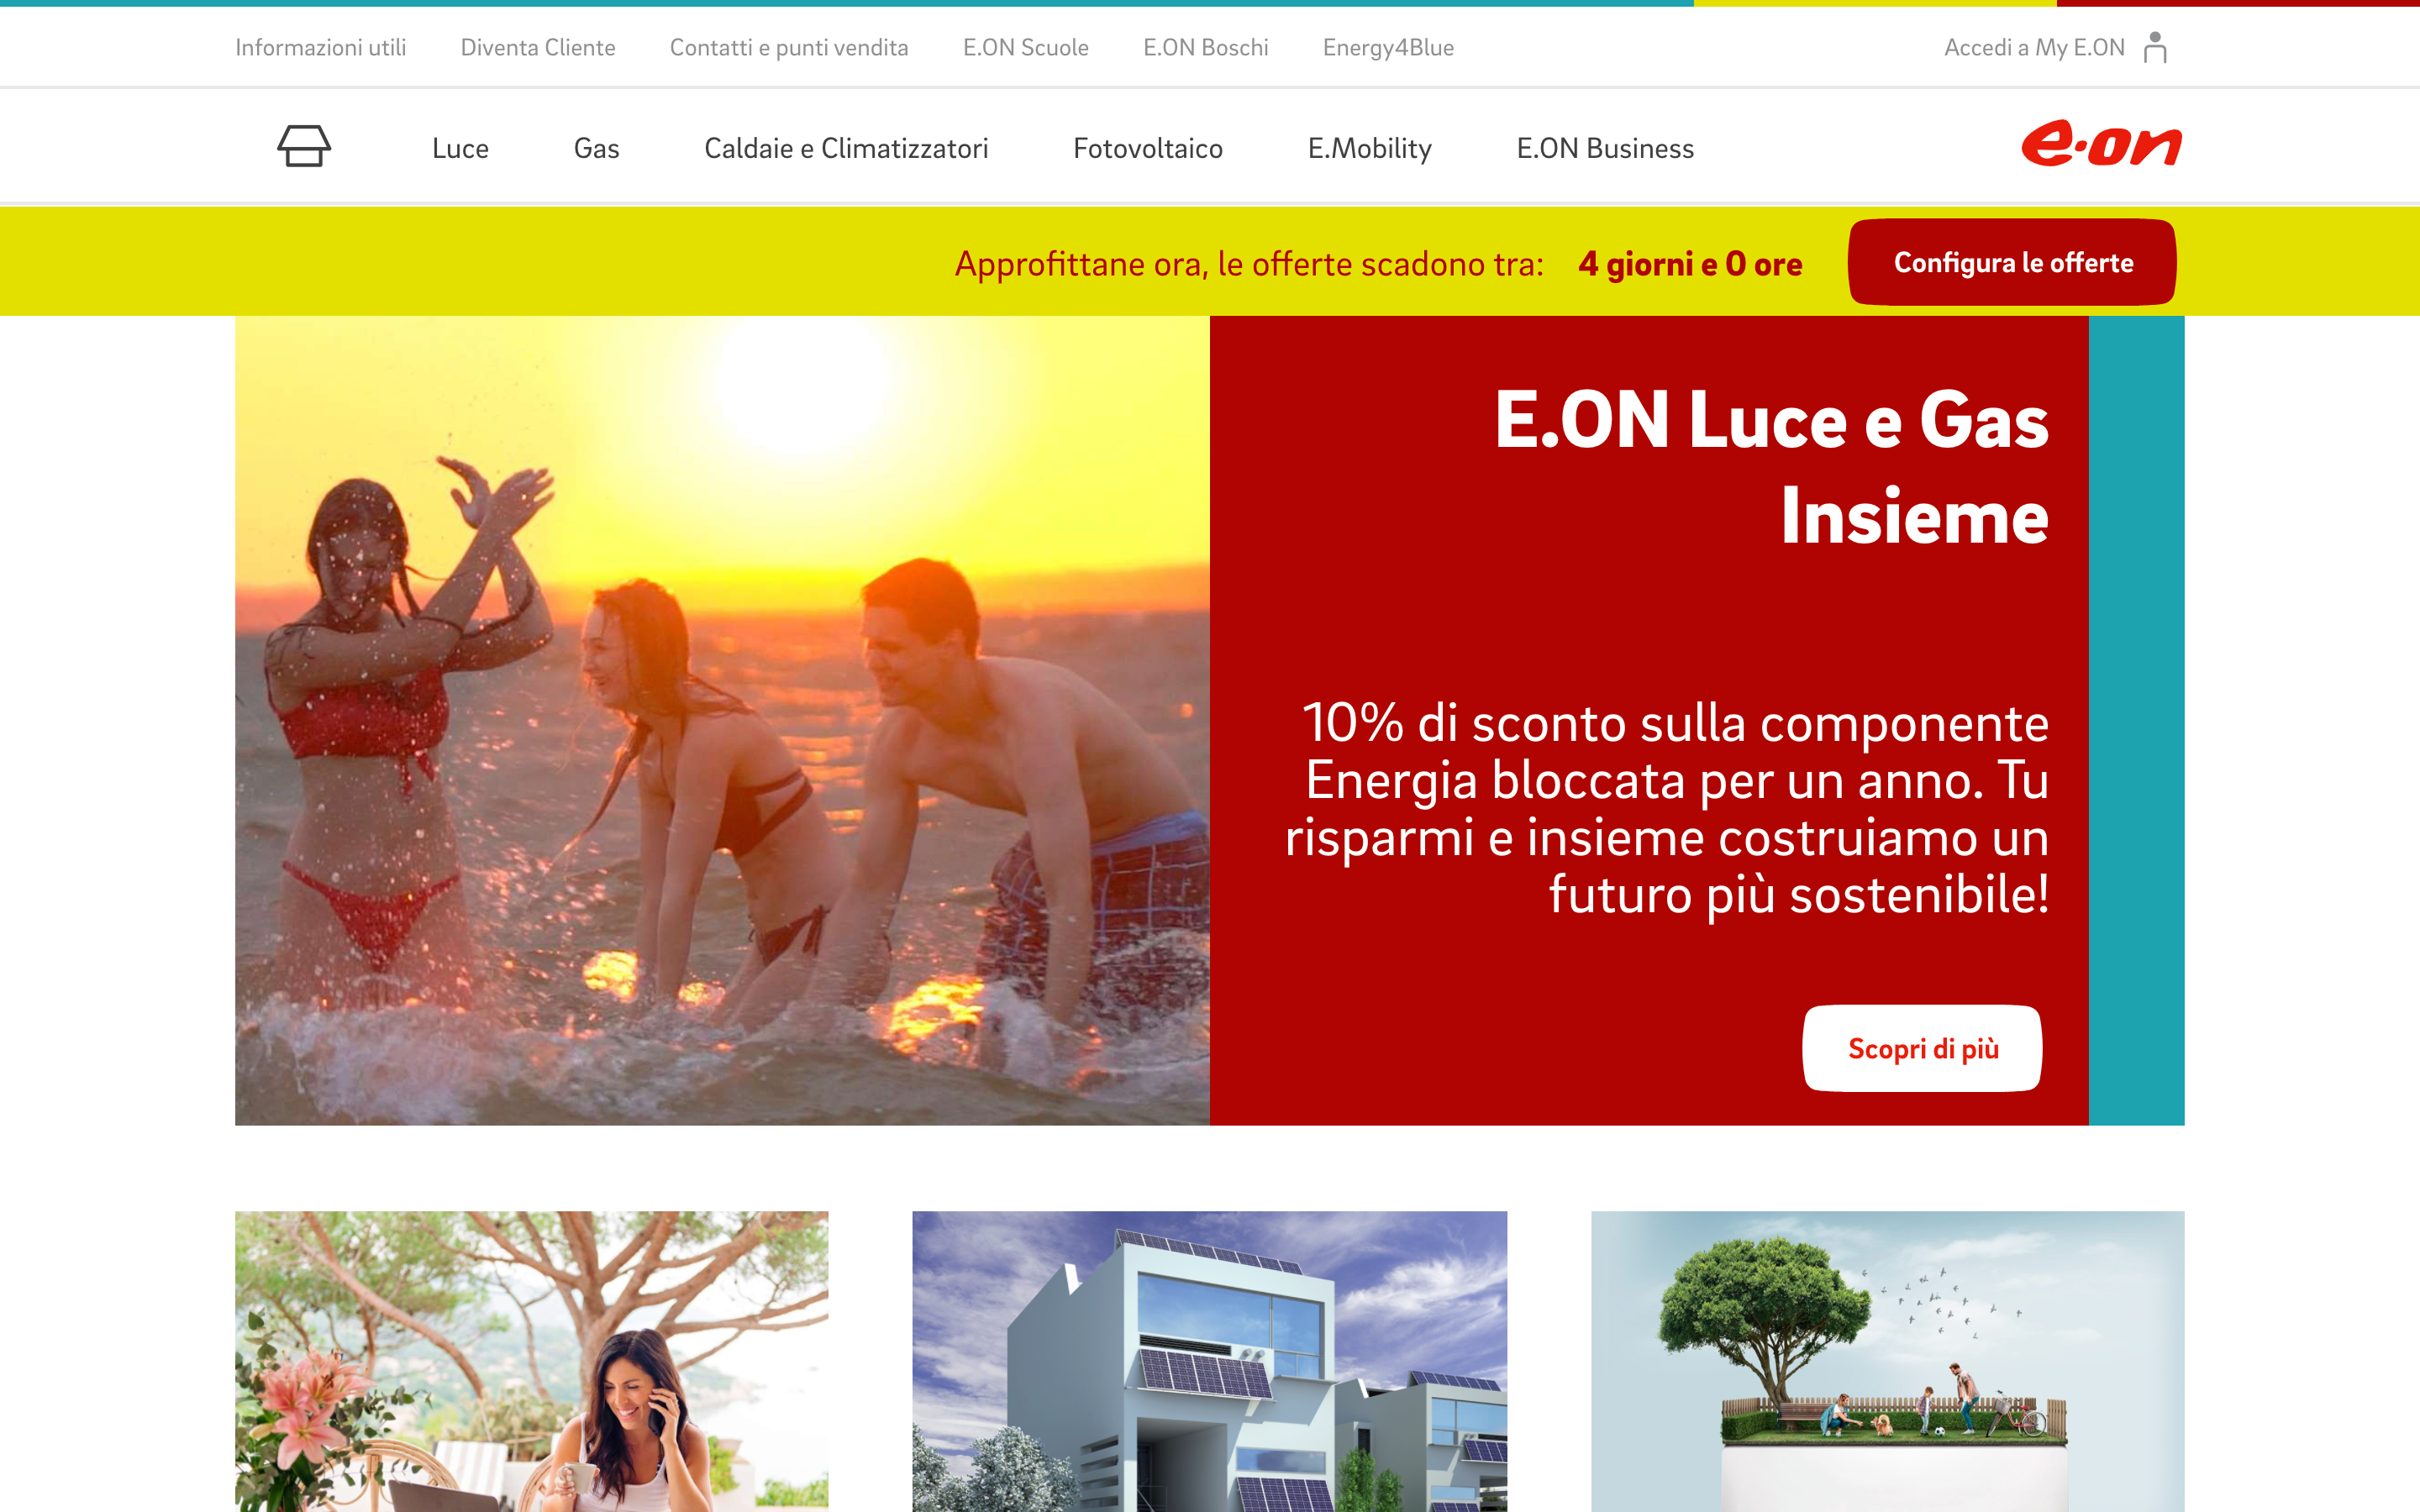 Informazioni utili
Diventa Cliente
Contatti e punti vendita
E.ON Scuole
E.ON Boschi
Energy4Blue
Accedi a My E.ON
Luce
Gas
Caldaie e Climatizzatori
Fotovoltaico
E.Mobility
E.ON Business
e·on
Approfittane ora, le offerte scadono tra: 4 giorni e 0 ore
Configura le offerte
E.ON Luce e Gas
Insieme
10% di sconto sulla componente
Energia bloccata per un anno. Tu
risparmi e insieme costruiamo un
futuro più sostenibile!
Scopri di più